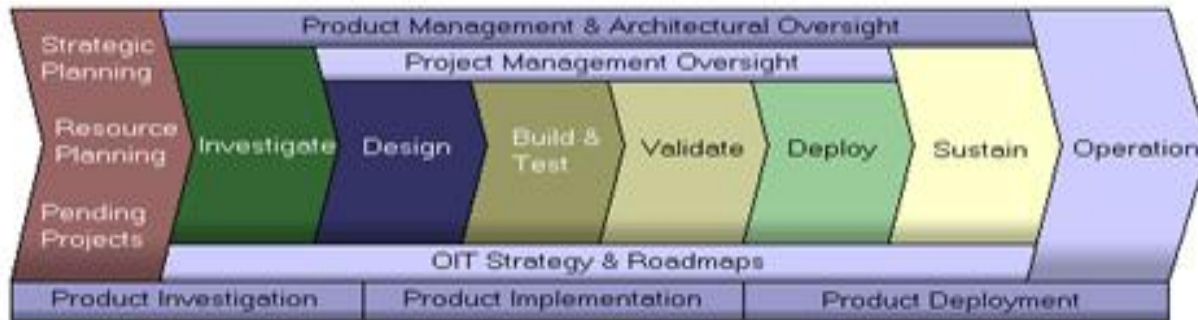 Product Management & Architectural Oversight
Strategic
Planning
Project Management Oversight
Resource
Planning
Investigate
Design
Build &
Test
Validate
Deploy
Sustain
Operation
Pending
Projects
OIT Strategy & Roadmaps
Product Investigation
Product Implementation
Product Deployment